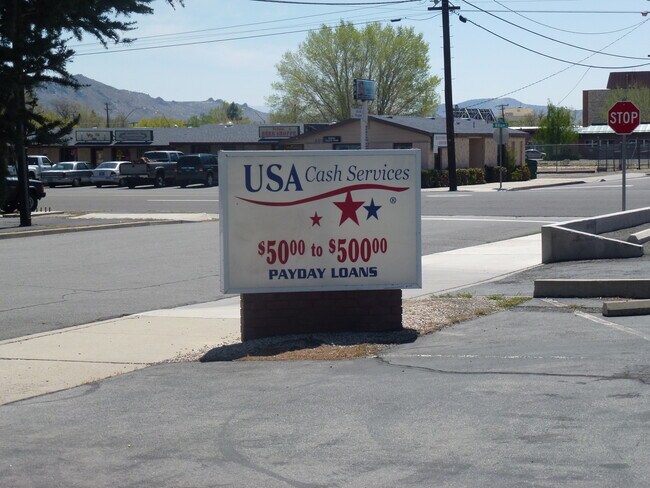 STOP
USA Cash Services
®
$50.00 to $500.00
PAYDAY LOANS